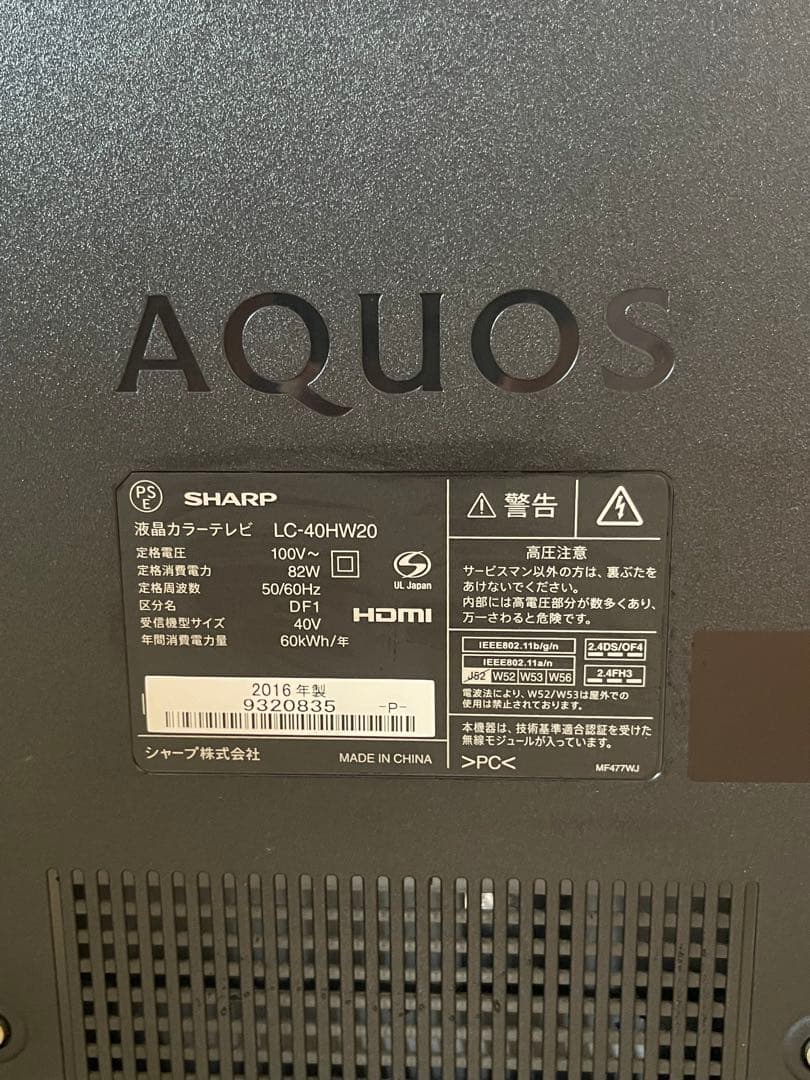 AQUOS
PSE
SHARP
液晶カラーテレビ LC-40HW20
定格電圧 100V～
定格消費電力 82W
定格周波数 50/60Hz
区分名 DF1
受信機型サイズ 40V
年間消費電力量 60kWh/年
UL Japan
HDMI
2016年製
9320835 -P-
シャープ株式会社 MADE IN CHINA
警告
高圧注意
サービスマン以外の方は、裏ぶたを
あけないでください。
内部には高電圧部分が数多くあり、
万一さわると危険です。
IEEE802.11b/g/n
IEEE802.11a/n
J52 W52 W53 W56
2.4DS/OF4
2.4FH3
電波法により、W52/W53は屋外での
使用は禁止されております。
本機器は、技術基準適合認証を受けた
無線モジュールが入っています。
>PC<
MF477WJ